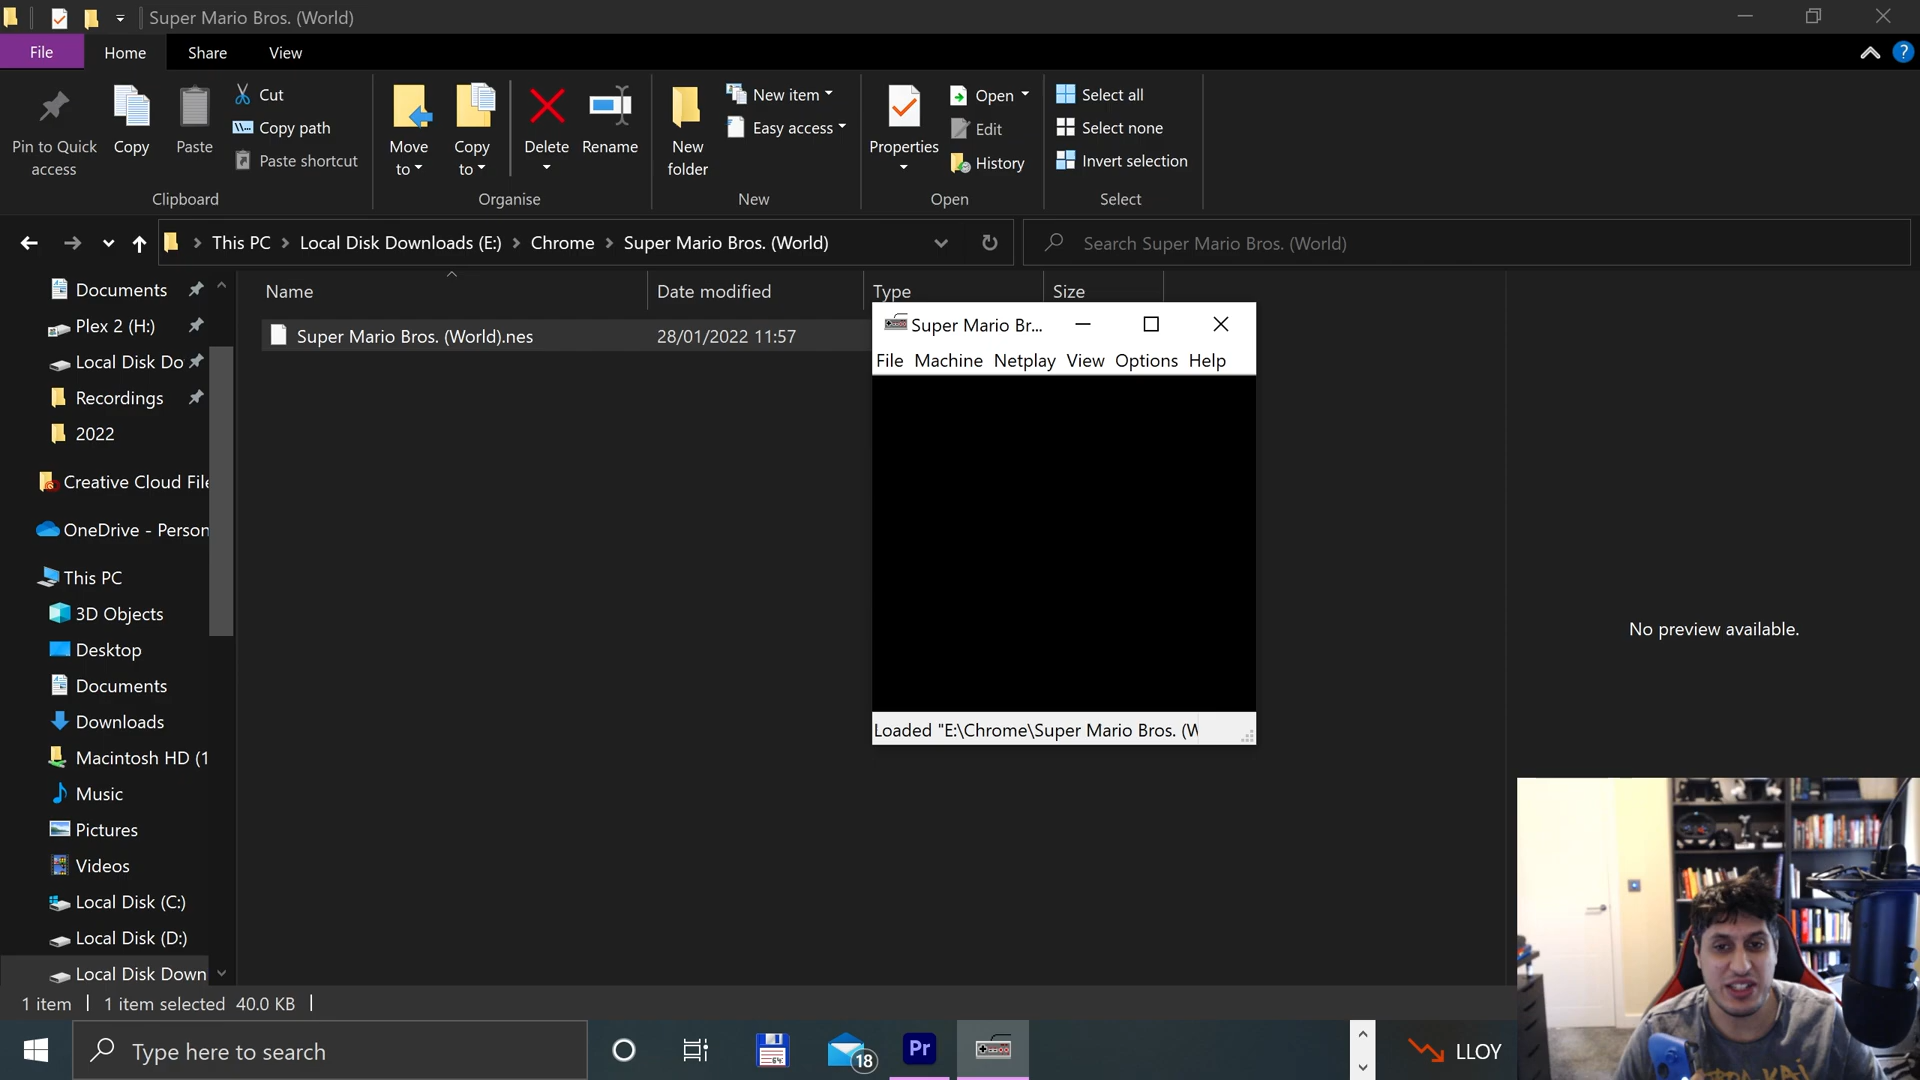 Super Mario Bros. (World)
File Home Share View
Pin to Quick access
Copy
Paste
Cut
Copy path
Paste shortcut
Clipboard
Move to
Copy to
Delete
Rename
Organise
New folder
New item
Easy access
New
Properties
Open
Edit
History
Open
Select all
Select none
Invert selection
Select
This PC Local Disk Downloads (E:) Chrome Super Mario Bros. (World)
Search Super Mario Bros. (World)
Documents
Plex 2 (H:)
Local Disk Do
Recordings
2022
Creative Cloud File
OneDrive - Person
This PC
3D Objects
Desktop
Documents
Downloads
Macintosh HD (1
Music
Pictures
Videos
Local Disk (C:)
Local Disk (D:)
Local Disk Down
Name Date modified Type Size
Super Mario Bros. (World).nes 28/01/2022 11:57
Super Mario Br...
File Machine Netplay View Options Help
Loaded "E:\Chrome\Super Mario Bros. (W
No preview available.
1 item 1 item selected 40.0 KB
Type here to search
64
18
Pr
LLOY